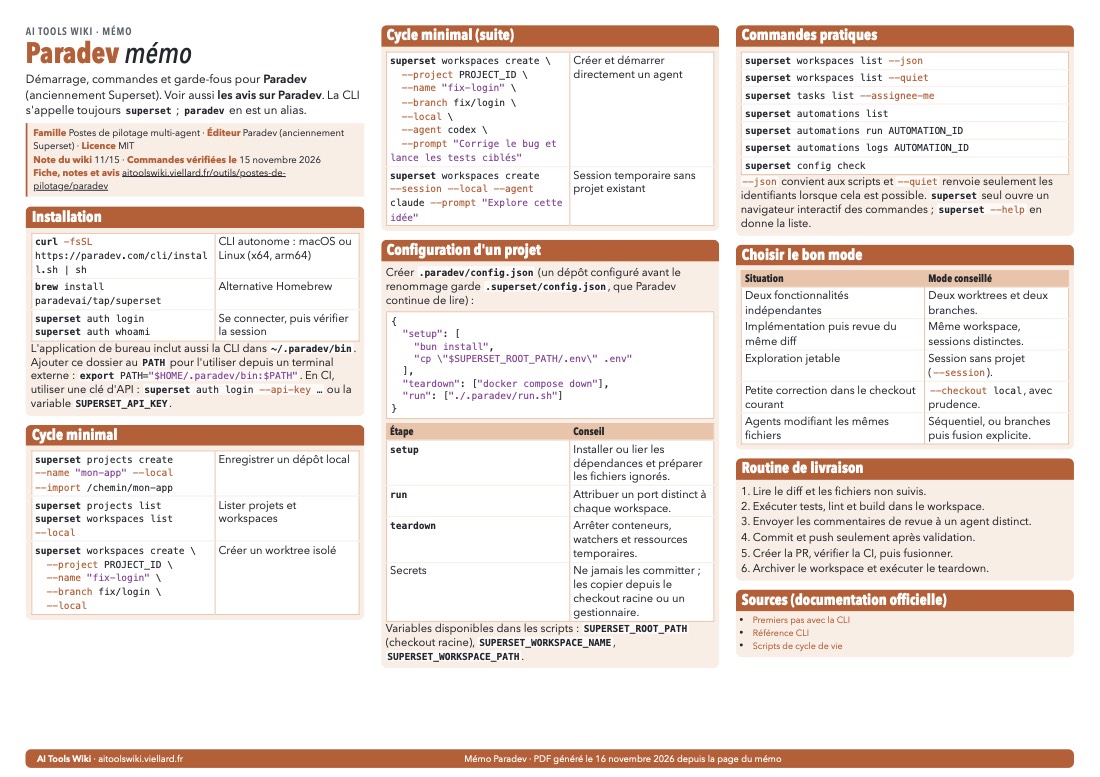 AI TOOLS WIKI · MÉMO
Paradev mémo
Démarrage, commandes et garde-fous pour Paradev
(anciennement Superset). Voir aussi les avis sur Paradev. La CLI
s'appelle toujours superset ; paradev en est un alias.
Famille Postes de pilotage multi-agent · Éditeur Paradev (anciennement
Superset) · Licence MIT
Note du wiki 11/15 · Commandes vérifiées le 15 novembre 2026
Fiche, notes et avis aitoolswiki.viellard.fr/outils/postes-de-
pilotage/paradev
Installation
curl -fsSL
https://paradev.com/cli/instal
l.sh | sh
CLI autonome : macOS ou
Linux (x64, arm64)
brew install
paradevai/tap/superset
Alternative Homebrew
superset auth login
superset auth whoami
Se connecter, puis vérifier
la session
L'application de bureau inclut aussi la CLI dans ~/.paradev/bin.
Ajouter ce dossier au PATH pour l'utiliser depuis un terminal
externe : export PATH="$HOME/.paradev/bin:$PATH". En CI,
utiliser une clé d'API : superset auth login --api-key … ou la
variable SUPERSET_API_KEY.
Cycle minimal
superset projects create
--name "mon-app" --local
--import /chemin/mon-app
Enregistrer un dépôt local
superset projects list
superset workspaces list
--local
Lister projets et
workspaces
superset workspaces create \
--project PROJECT_ID \
--name "fix-login" \
--branch fix/login \
--local
Créer un worktree isolé
Cycle minimal (suite)
superset workspaces create \
--project PROJECT_ID \
--name "fix-login" \
--branch fix/login \
--local \
--agent codex \
--prompt "Corrige le bug et
lance les tests ciblés"
Créer et démarrer
directement un agent
superset workspaces create
--session --local --agent
claude --prompt "Explore cette
idée"
Session temporaire sans
projet existant
Configuration d'un projet
Créer .paradev/config.json (un dépôt configuré avant le
renommage garde .superset/config.json, que Paradev
continue de lire) :
{
"setup": [
"bun install",
"cp \"$SUPERSET_ROOT_PATH/.env\" .env"
],
"teardown": ["docker compose down"],
"run": ["./.paradev/run.sh"]
}
Étape Conseil
setup
Installer ou lier les
dépendances et préparer
les fichiers ignorés.
run
Attribuer un port distinct à
chaque workspace.
teardown
Arrêter conteneurs,
watchers et ressources
temporaires.
Secrets
Ne jamais les committer ;
les copier depuis le
checkout racine ou un
gestionnaire.
Variables disponibles dans les scripts : SUPERSET_ROOT_PATH
(checkout racine), SUPERSET_WORKSPACE_NAME,
SUPERSET_WORKSPACE_PATH.
Commandes pratiques
superset workspaces list --json
superset workspaces list --quiet
superset tasks list --assignee-me
superset automations list
superset automations run AUTOMATION_ID
superset automations logs AUTOMATION_ID
superset config check
--json convient aux scripts et --quiet renvoie seulement les
identifiants lorsque cela est possible. superset seul ouvre un
navigateur interactif des commandes ; superset --help en
donne la liste.
Choisir le bon mode
Situation Mode conseillé
Deux fonctionnalités
indépendantes
Deux worktrees et deux
branches.
Implémentation puis revue du
même diff
Même workspace,
sessions distinctes.
Exploration jetable
Session sans projet
(--session).
Petite correction dans le checkout
courant
--checkout local, avec
prudence.
Agents modifiant les mêmes
fichiers
Séquentiel, ou branches
puis fusion explicite.
Routine de livraison
1. Lire le diff et les fichiers non suivis.
2. Exécuter tests, lint et build dans le workspace.
3. Envoyer les commentaires de revue à un agent distinct.
4. Commit et push seulement après validation.
5. Créer la PR, vérifier la CI, puis fusionner.
6. Archiver le workspace et exécuter le teardown.
Sources (documentation officielle)
• Premiers pas avec la CLI
• Référence CLI
• Scripts de cycle de vie
AI Tools Wiki · aitoolswiki.viellard.fr
Mémo Paradev · PDF généré le 16 novembre 2026 depuis la page du mémo